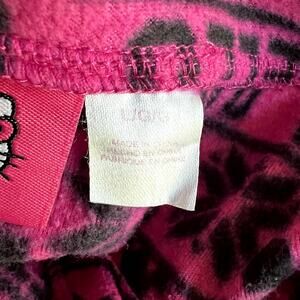 L/G/G
MADE IN CHINA
HECHO EN CHINA
FABRIQUÉ EN CHINE